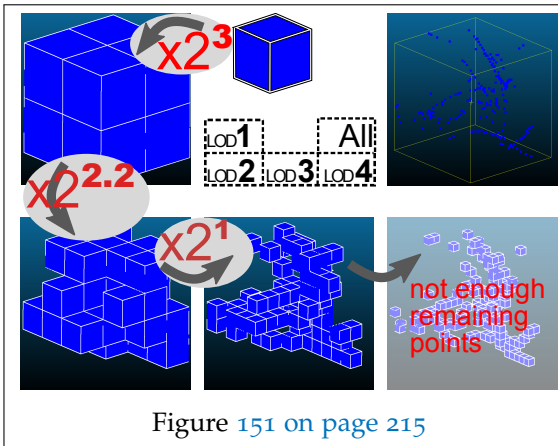 x2³
LOD1 All
LOD2 LOD3 LOD4
x2²·²
x2¹
not enough
remaining
points
Figure 151 on page 215